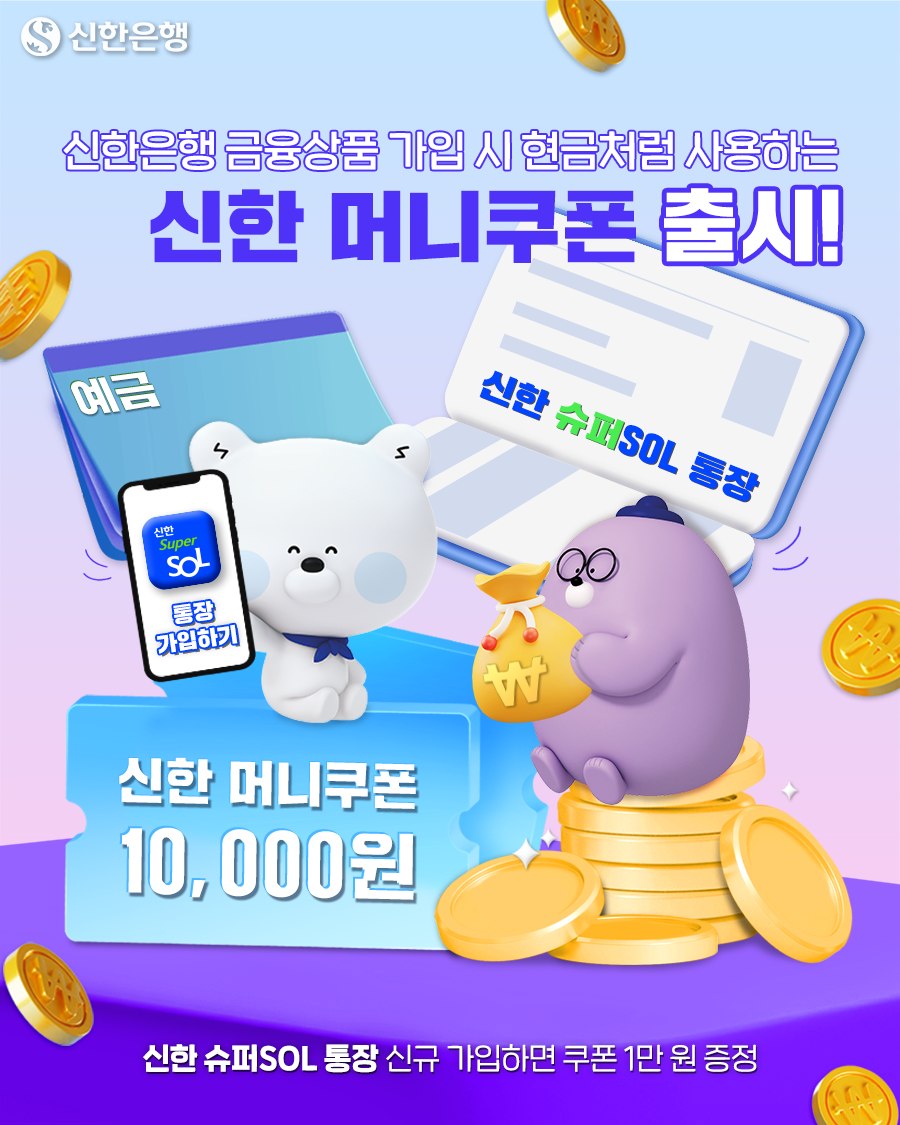 신한은행
신한은행 금융상품 가입 시 현금처럼 사용하는
신한 머니쿠폰 출시!
예금
신한 슈퍼SOL 통장
신한
Super
SOL
통장
가입하기
₩
신한 머니쿠폰
10,000원
신한 슈퍼SOL 통장 신규 가입하면 쿠폰 1만 원 증정